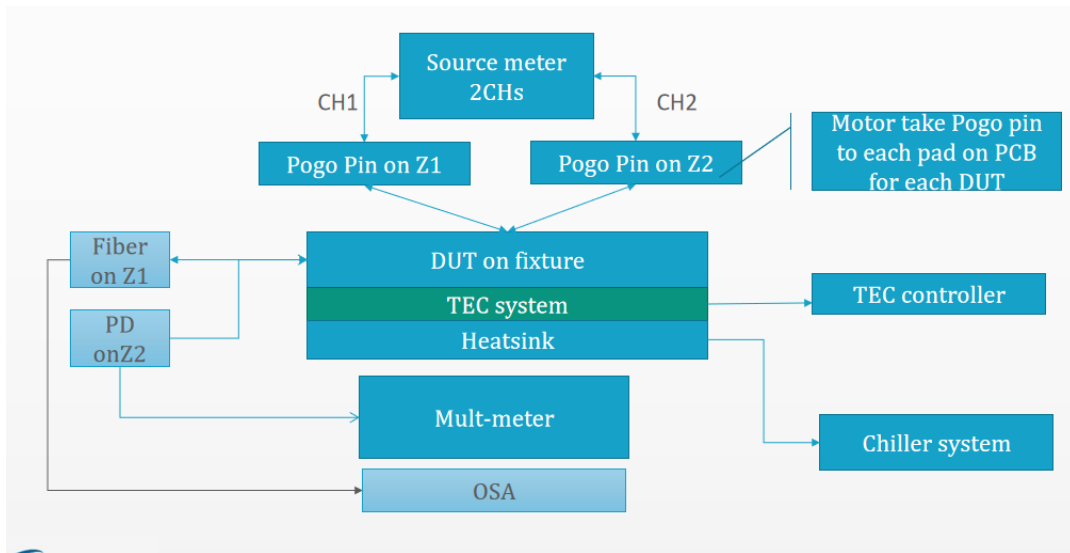 Source meter
2CHs
CH1
CH2
Pogo Pin on Z1
Pogo Pin on Z2
Motor take Pogo pin
to each pad on PCB
for each DUT
Fiber
on Z1
DUT on fixture
TEC system
TEC controller
PD
onZ2
Heatsink
Mult-meter
Chiller system
OSA